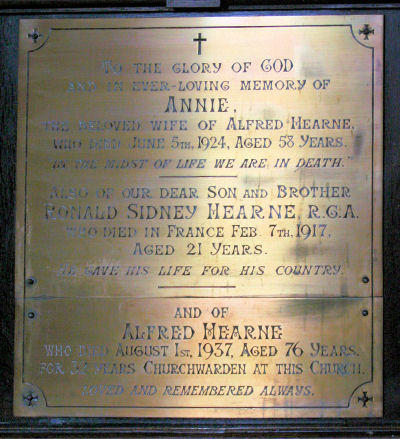 TO THE GLORY OF GOD
AND IN EVER-LOVING MEMORY OF
ANNIE,
THE BELOVED WIFE OF ALFRED HEARNE,
WHO DIED JUNE 5TH, 1924, AGED 58 YEARS.
"IN THE MIDST OF LIFE WE ARE IN DEATH."
ALSO OF OUR DEAR SON AND BROTHER
RONALD SIDNEY HEARNE, R.G.A.
WHO DIED IN FRANCE FEB. 7TH, 1917,
AGED 21 YEARS.
HE GAVE HIS LIFE FOR HIS COUNTRY.
AND OF
ALFRED HEARNE
WHO DIED AUGUST 1ST, 1937, AGED 76 YEARS.
FOR YEARS CHURCHWARDEN AT THIS CHURCH.
LOVED AND REMEMBERED ALWAYS.